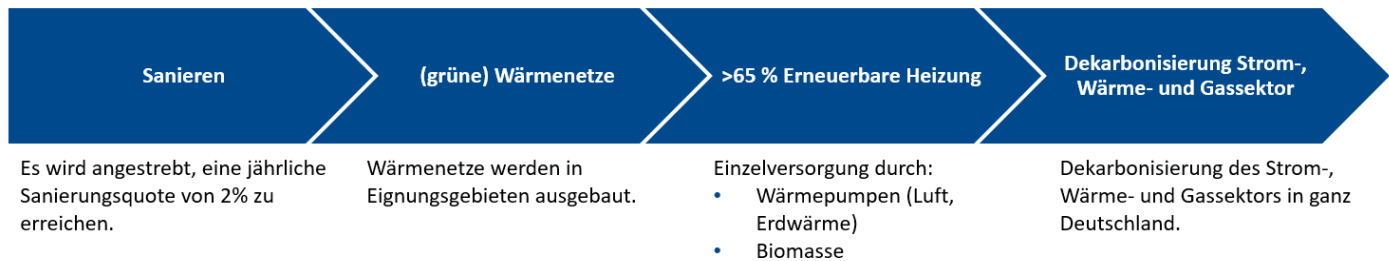 Sanieren
Es wird angestrebt, eine jährliche
Sanierungsquote von 2% zu
erreichen.
(grüne) Wärmenetze
Wärmenetze werden in
Eignungsgebieten ausgebaut.
>65 % Erneuerbare Heizung
Einzelversorgung durch:
• Wärmepumpen (Luft,
Erdwärme)
• Biomasse
Dekarbonisierung Strom-,
Wärme- und Gassektor
Dekarbonisierung des Strom-,
Wärme- und Gassektors in ganz
Deutschland.